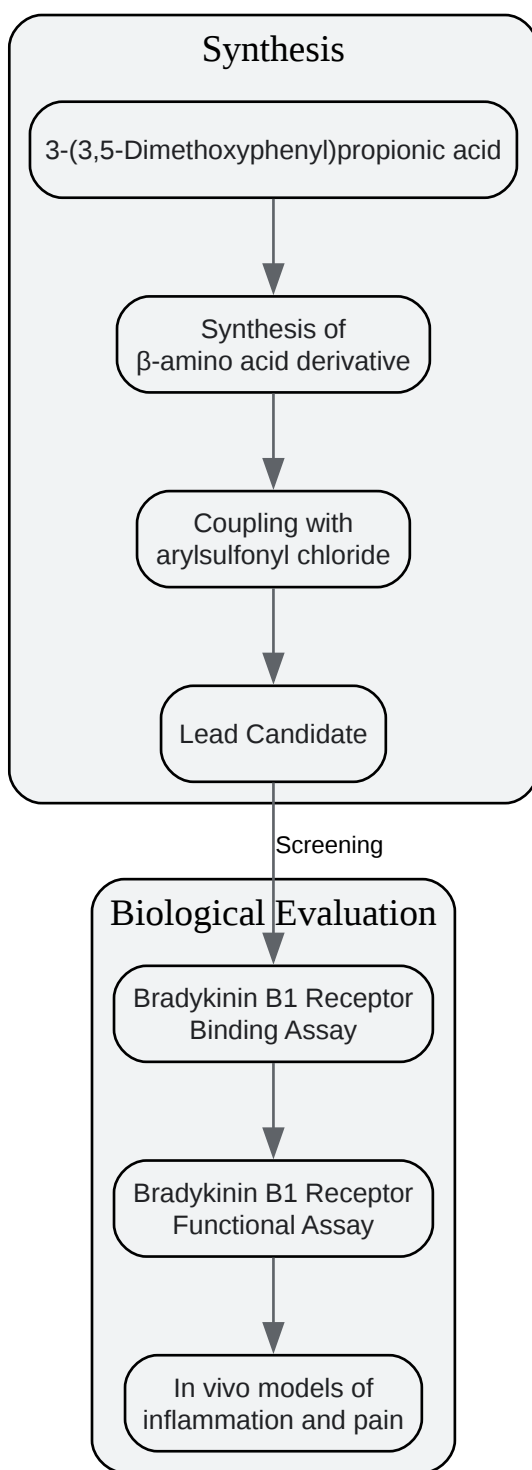 Synthesis
3-(3,5-Dimethoxyphenyl)propionic acid
Synthesis of
β-amino acid derivative
Coupling with
arylsulfonyl chloride
Lead Candidate
Screening
Biological Evaluation
Bradykinin B1 Receptor
Binding Assay
Bradykinin B1 Receptor
Functional Assay
In vivo models of
inflammation and pain